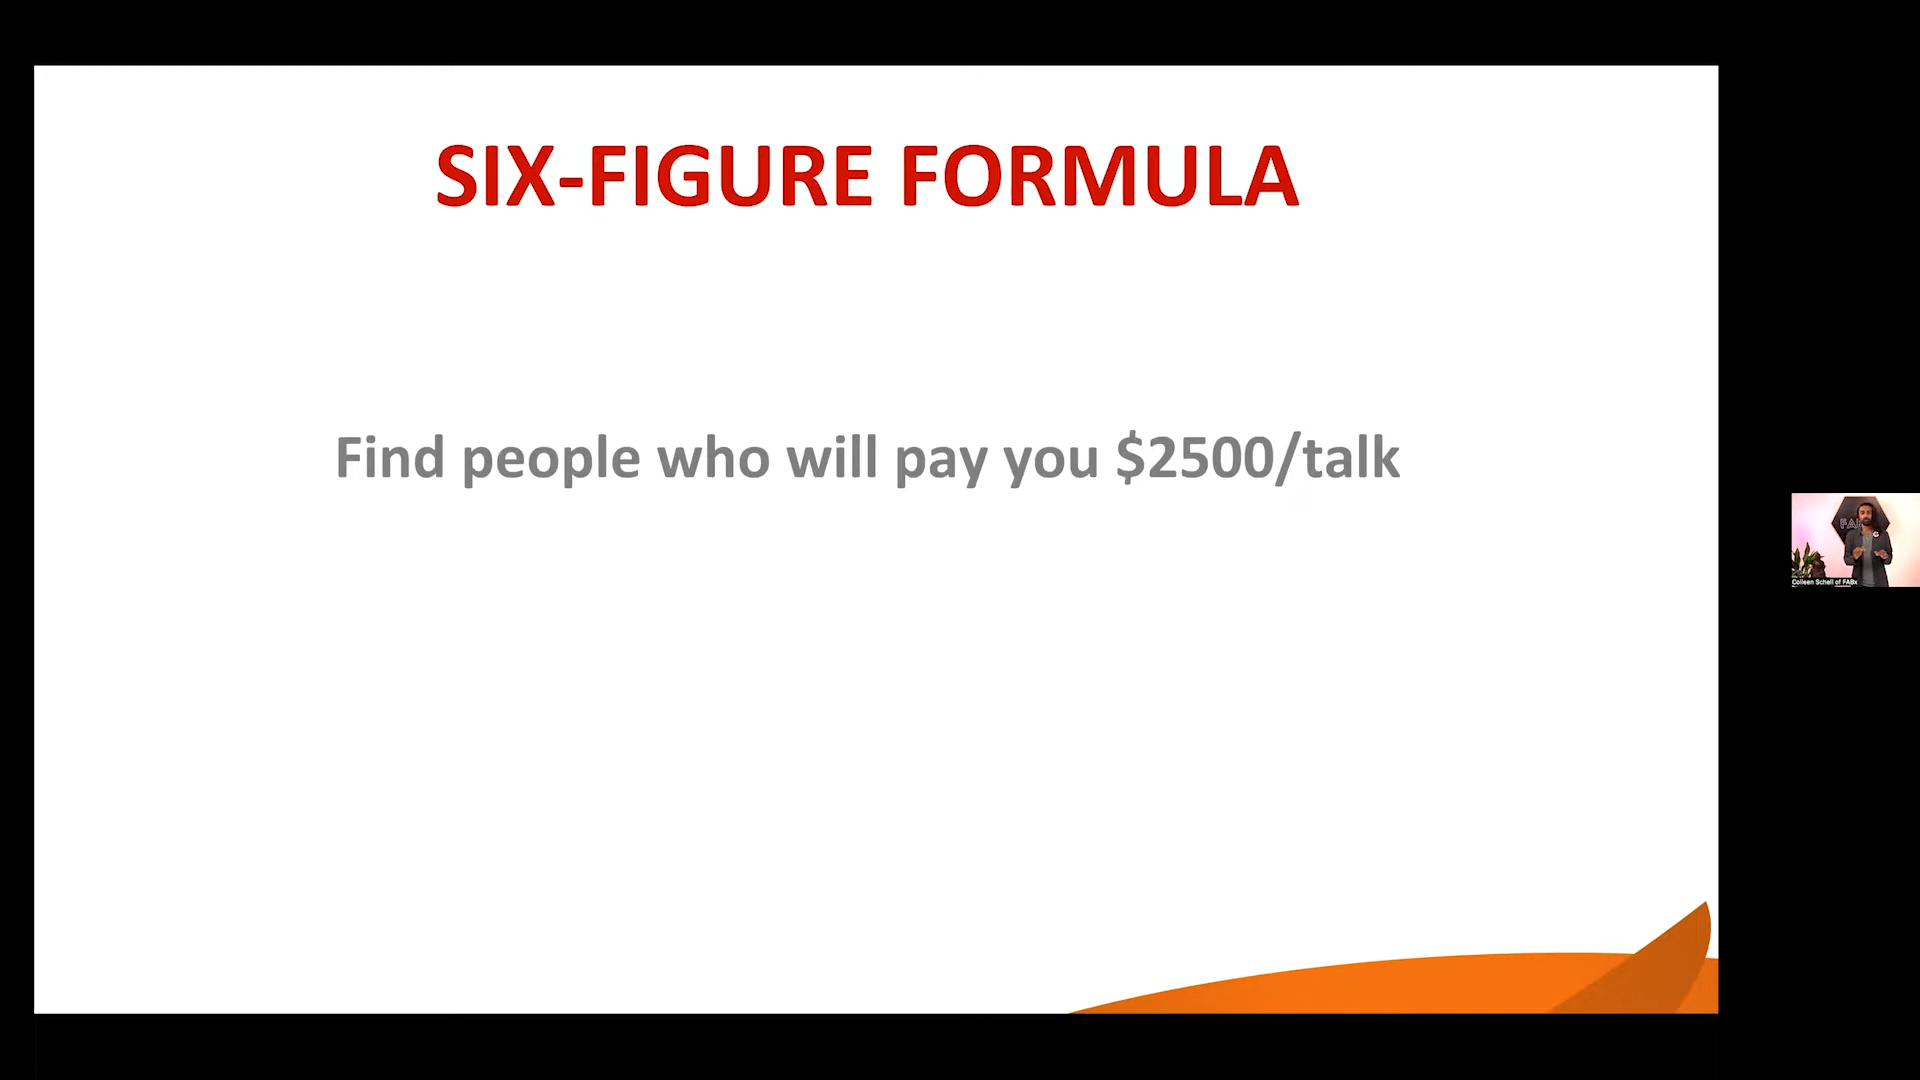 SIX-FIGURE FORMULA
Find people who will pay you $2500/talk
Colleen Schell of FABx